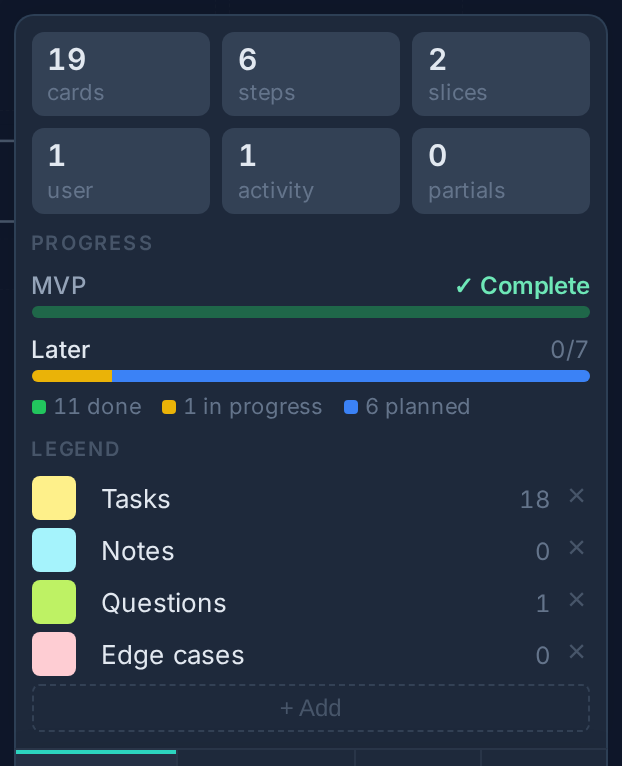 19 6 2
cards steps slices
1 1 0
user activity partials
PROGRESS
MVP ✓ Complete
Later 0/7
11 done 1 in progress 6 planned
LEGEND
Tasks 18 ×
Notes 0 ×
Questions 1 ×
Edge cases 0 ×
+ Add